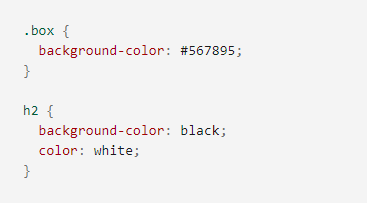 .box {
  background-color: #567895;
}

h2 {
  background-color: black;
  color: white;
}